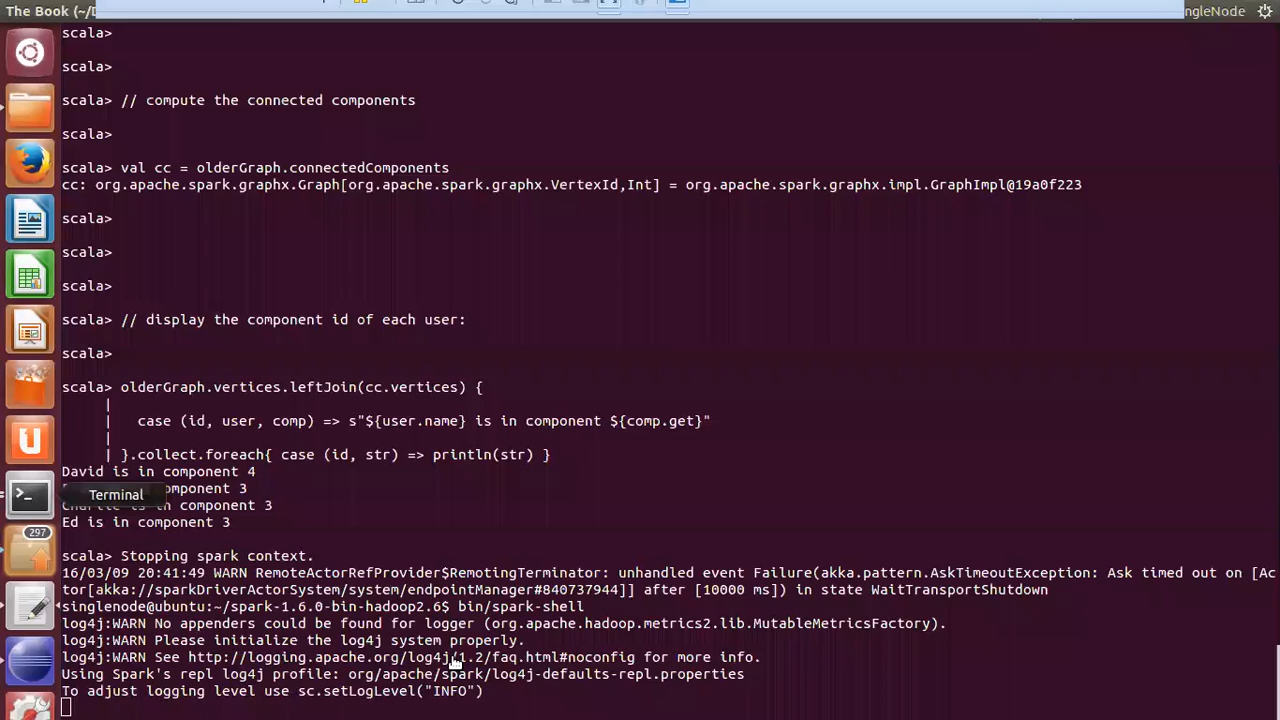 The Book (~/D
ngleNode
scala>
scala>
scala> // compute the connected components
scala>
scala> val cc = olderGraph.connectedComponents
cc: org.apache.spark.graphx.Graph[org.apache.spark.graphx.VertexId,Int] = org.apache.spark.graphx.impl.GraphImpl@19a0f223
scala>
scala>
scala>
scala> // display the component id of each user:
scala>
scala> olderGraph.vertices.leftJoin(cc.vertices) {
|
| case (id, user, comp) => s"${user.name} is in component ${comp.get}"
|
| }.collect.foreach{ case (id, str) => println(str) }
David is in component 4
component 3
Terminal
in component 3
Ed is in component 3
297
scala> Stopping spark context.
16/03/09 20:41:49 WARN RemoteActorRefProvider$RemotingTerminator: unhandled event Failure(akka.pattern.AskTimeoutException: Ask timed out on [Ac
tor[akka://sparkDriverActorSystem/system/endpointManager#840737944]] after [10000 ms]) in state WaitTransportShutdown
singlenode@ubuntu:~/spark-1.6.0-bin-hadoop2.6$ bin/spark-shell
log4j:WARN No appenders could be found for logger (org.apache.hadoop.metrics2.lib.MutableMetricsFactory).
log4j:WARN Please initialize the log4j system properly.
log4j:WARN See http://logging.apache.org/log4j/1.2/faq.html#noconfig for more info.
Using Spark's repl log4j profile: org/apache/spark/log4j-defaults-repl.properties
To adjust logging level use sc.setLogLevel("INFO")